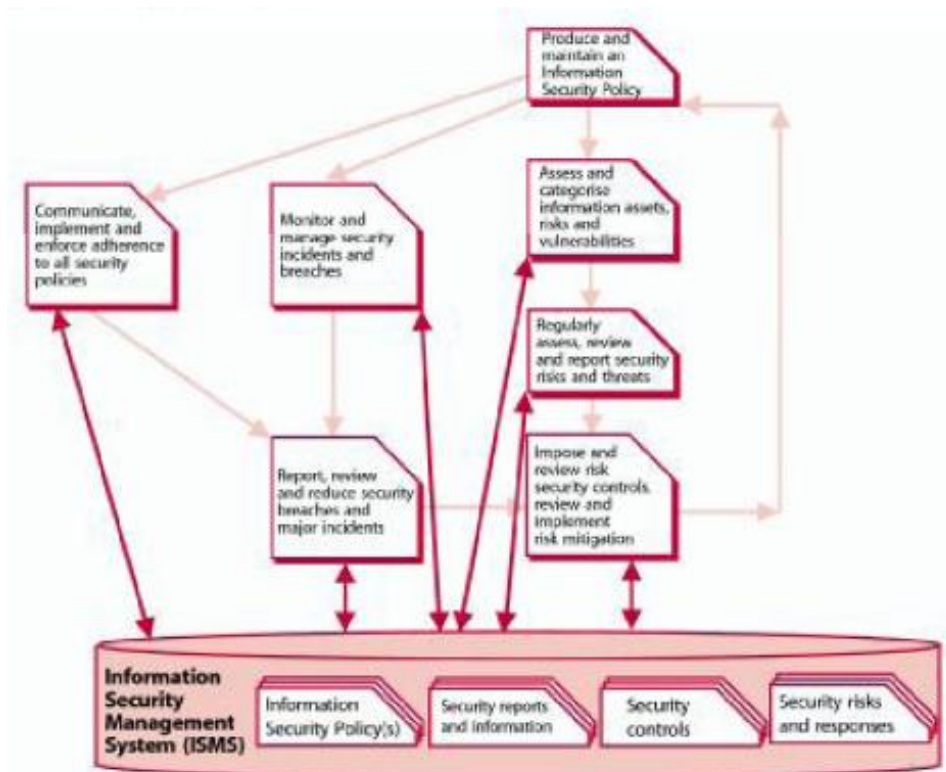 Produce and
maintain an
Information
Security Policy
Assess and
categorise
information assets,
risks and
vulnerabilities
Communicate,
implement and
enforce adherence
to all security
policies
Monitor and
manage security
incidents and
breaches
Regularly
assess, review
and report security
risks and threats
Report, review
and reduce security
breaches and
major incidents
Impose and
review risk
security controls,
review and
implement
risk mitigation
Information
Security
Management
System (ISMS)
Information
Security Policy(s)
Security reports
and information
Security
controls
Security risks
and responses